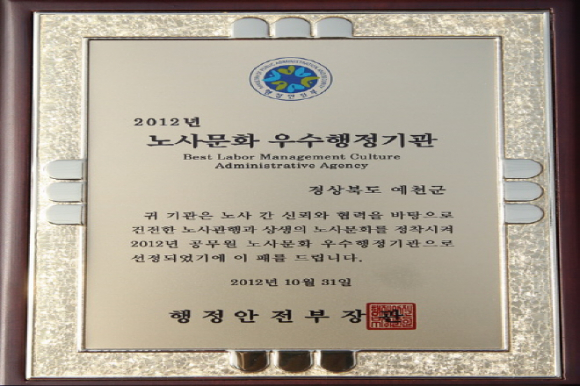 2012년
노사문화 우수행정기관
Best Labor Management Culture
Administrative Agency
경상북도 예천군
귀 기관은 노사 간 신뢰와 협력을 바탕으로
건전한 노사관행과 상생의 노사문화를 정착시켜
2012년 공무원 노사문화 우수행정기관으로
선정되었기에 이 패를 드립니다.
2012년 10월 31일
행정안전부장관